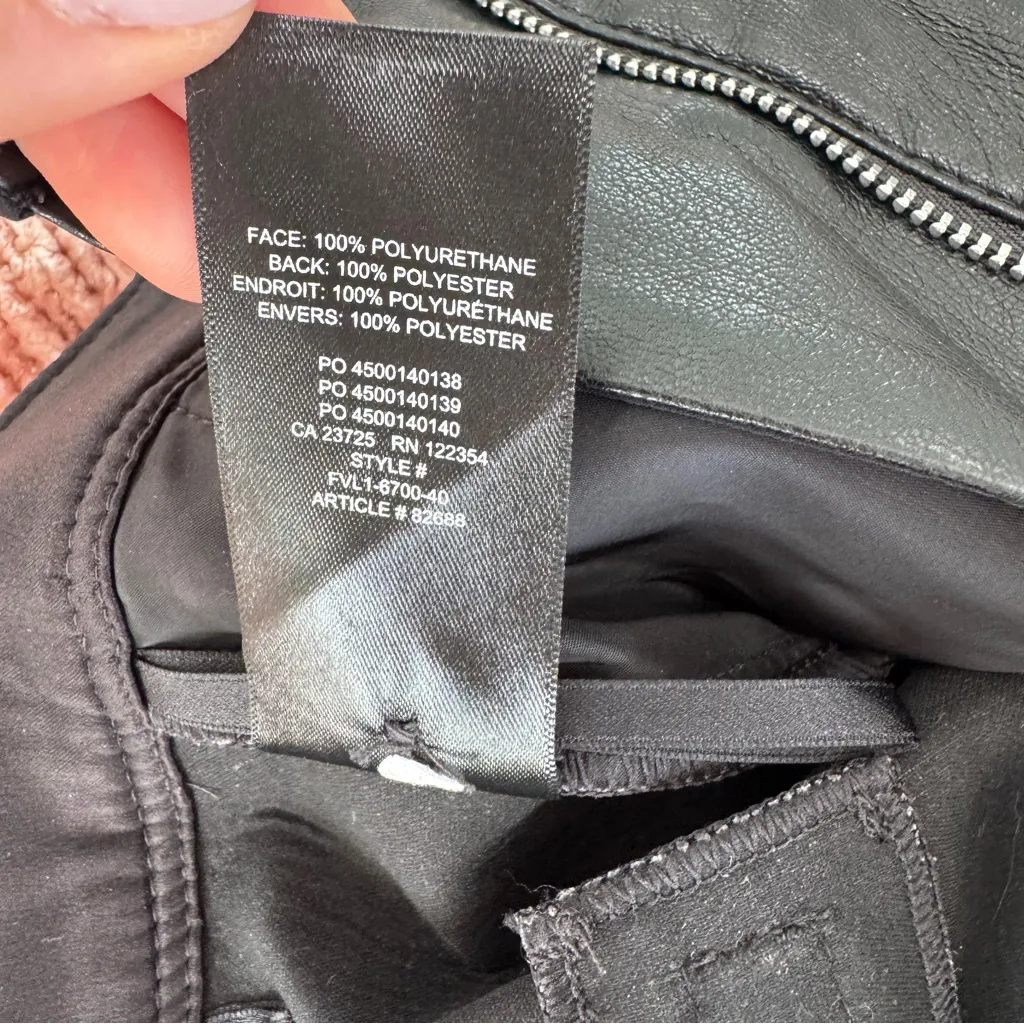 FACE: 100% POLYURETHANE
BACK: 100% POLYESTER
ENDROIT: 100% POLYURÉTHANE
ENVERS: 100% POLYESTER
PO 4500140138
PO 4500140139
PO 4500140140
CA 23725 RN 122354
STYLE #
FVL1-6700-40
ARTICLE # 82688